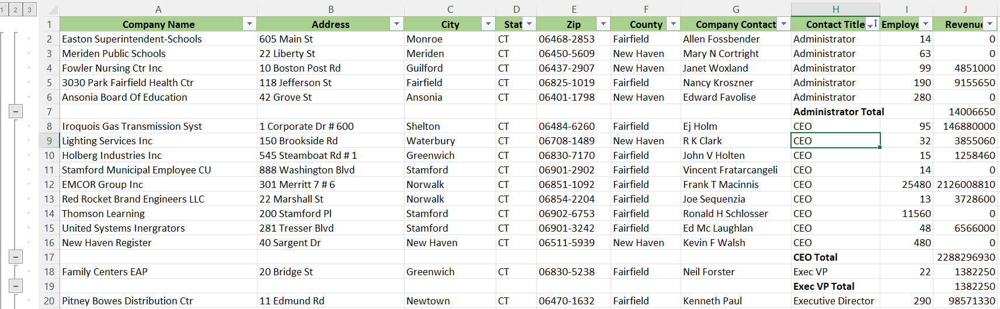 1 2 3 A B C D E F G H I J
1 Company Name Address City Stat Zip County Company Contact Contact Title Employe Revenue
2 Easton Superintendent-Schools 605 Main St Monroe CT 06468-2853 Fairfield Allen Fossbender Administrator 14 0
3 Meriden Public Schools 22 Liberty St Meriden CT 06450-5609 New Haven Mary N Cortright Administrator 63 0
4 Fowler Nursing Ctr Inc 10 Boston Post Rd Guilford CT 06437-2907 New Haven Janet Woxland Administrator 99 4851000
5 3030 Park Fairfield Health Ctr 118 Jefferson St Fairfield CT 06825-1019 Fairfield Nancy Kroszner Administrator 190 9155650
6 Ansonia Board Of Education 42 Grove St Ansonia CT 06401-1798 New Haven Edward Favolise Administrator 280 0
7 Administrator Total 14006650
8 Iroquois Gas Transmission Syst 1 Corporate Dr # 600 Shelton CT 06484-6260 Fairfield Ej Holm CEO 95 146880000
9 Lighting Services Inc 150 Brookside Rd Waterbury CT 06708-1489 New Haven R K Clark CEO 32 3855060
10 Holberg Industries Inc 545 Steamboat Rd # 1 Greenwich CT 06830-7170 Fairfield John V Holten CEO 15 1258460
11 Stamford Municipal Employee CU 888 Washington Blvd Stamford CT 06901-2902 Fairfield Vincent Fratarcangeli CEO 14 0
12 EMCOR Group Inc 301 Merritt 7 # 6 Norwalk CT 06851-1092 Fairfield Frank T Macinnis CEO 25480 2126008810
13 Red Rocket Brand Engineers LLC 22 Marshall St Norwalk CT 06854-2204 Fairfield Joe Sequenzia CEO 13 3728600
14 Thomson Learning 200 Stamford Pl Stamford CT 06902-6753 Fairfield Ronald H Schlosser CEO 11560 0
15 United Systems Inergrators 281 Tresser Blvd Stamford CT 06901-3242 Fairfield Ed Mc Laughlan CEO 48 6566000
16 New Haven Register 40 Sargent Dr New Haven CT 06511-5939 New Haven Kevin F Walsh CEO 480 0
17 CEO Total 2288296930
18 Family Centers EAP 20 Bridge St Greenwich CT 06830-5238 Fairfield Neil Forster Exec VP 22 1382250
19 Exec VP Total 1382250
20 Pitney Bowes Distribution Ctr 11 Edmund Rd Newtown CT 06470-1632 Fairfield Kenneth Paul Executive Director 290 98571330